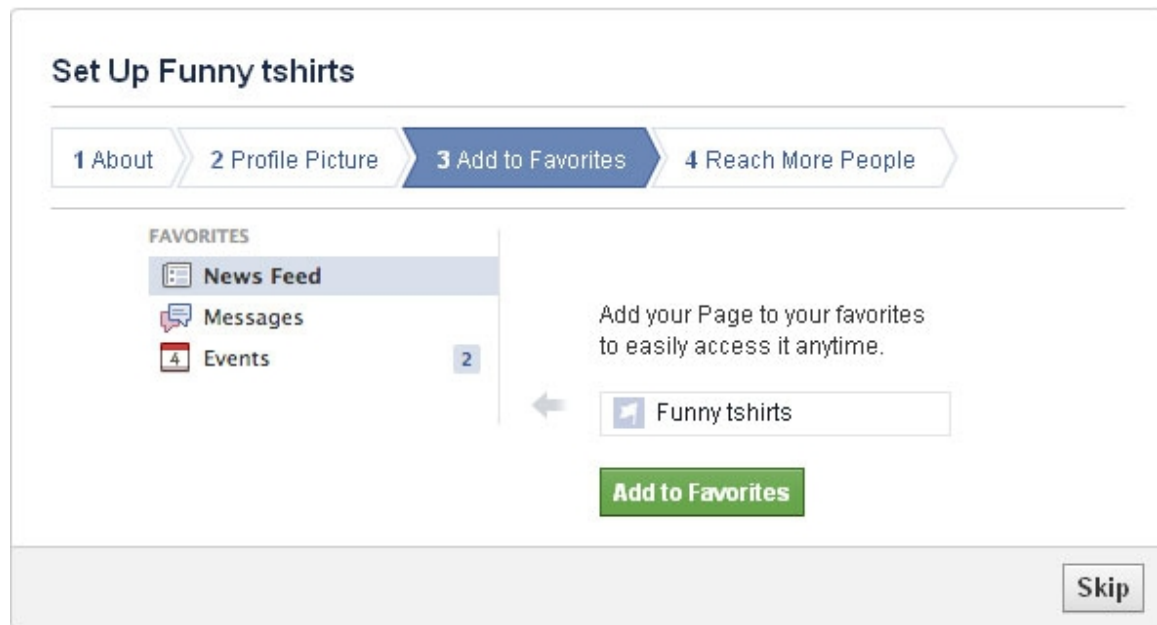 Set Up Funny tshirts
1 About 2 Profile Picture 3 Add to Favorites 4 Reach More People
FAVORITES
News Feed
Messages
4 Events 2
Add your Page to your favorites
to easily access it anytime.
Funny tshirts
Add to Favorites
Skip